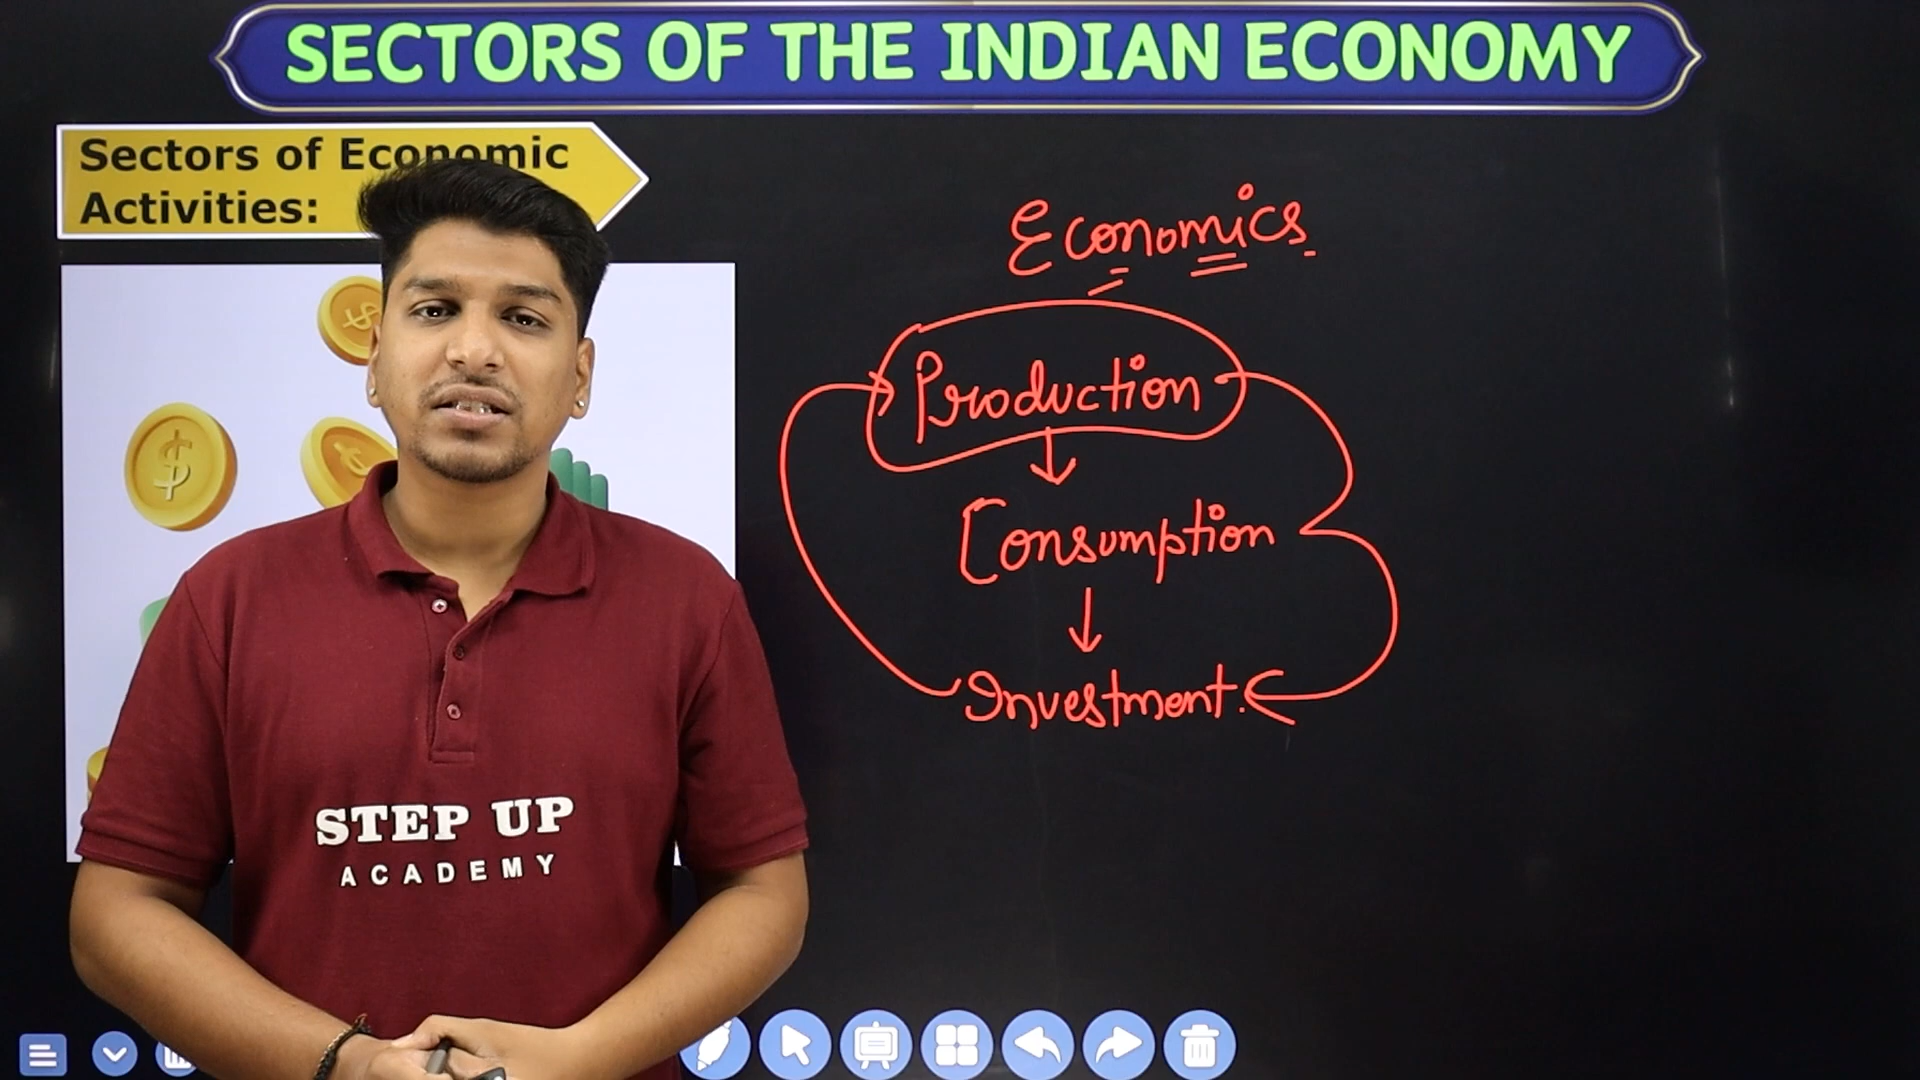 SECTORS OF THE INDIAN ECONOMY
Sectors of Economic
Activities:
Economics
Production
Consumption
Investment.
STEP UP
ACADEMY